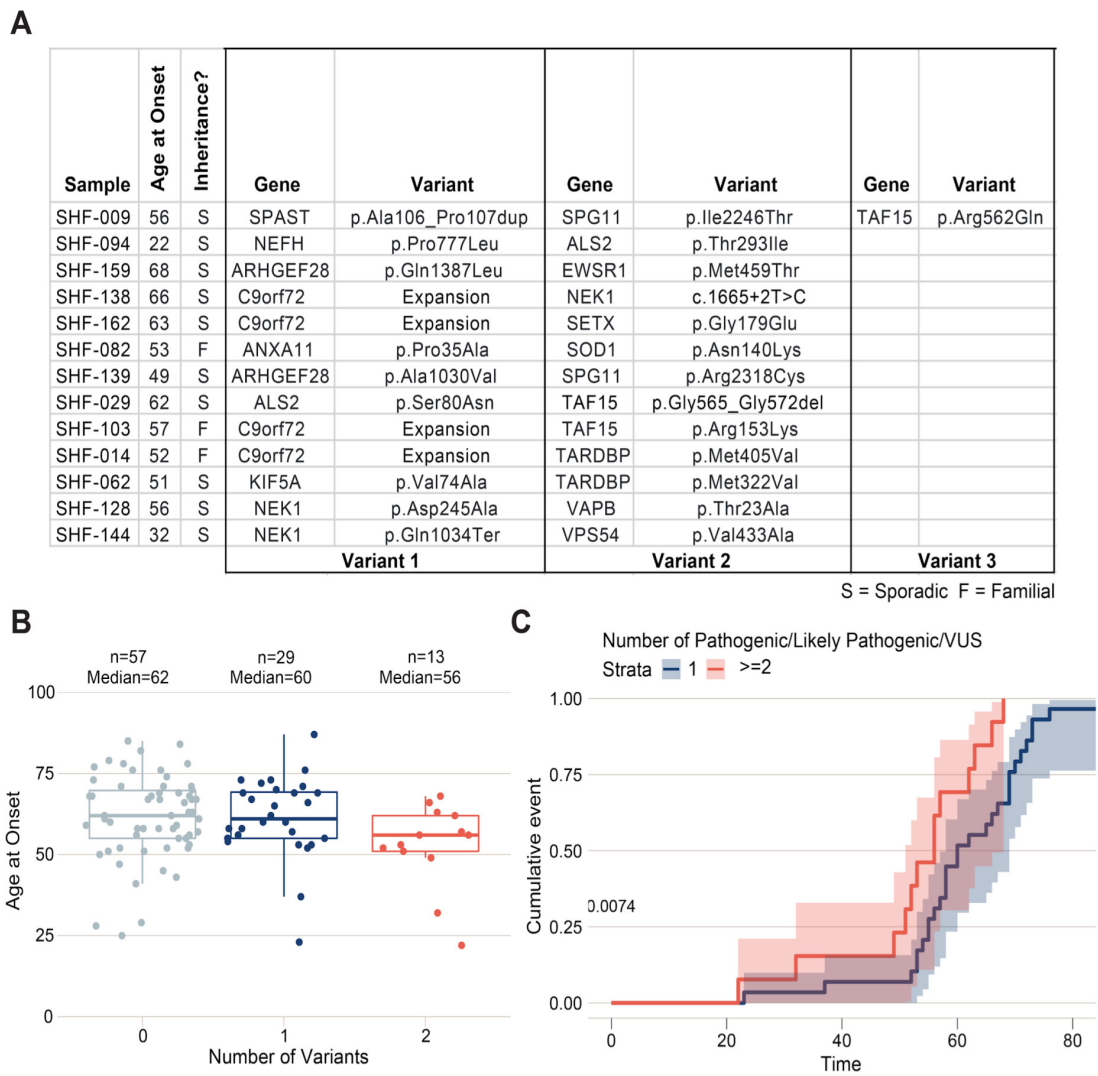 A
Sample Age at Onset Inheritance? Gene Variant Gene Variant Gene Variant
SHF-009 56 S SPAST p.Ala106_Pro107dup SPG11 p.Ile2246Thr TAF15 p.Arg562Gln
SHF-094 22 S NEFH p.Pro777Leu ALS2 p.Thr293Ile
SHF-159 68 S ARHGEF28 p.Gln1387Leu EWSR1 p.Met459Thr
SHF-138 66 S C9orf72 Expansion NEK1 c.1665+2T>C
SHF-162 63 S C9orf72 Expansion SETX p.Gly179Glu
SHF-082 53 F ANXA11 p.Pro35Ala SOD1 p.Asn140Lys
SHF-139 49 S ARHGEF28 p.Ala1030Val SPG11 p.Arg2318Cys
SHF-029 62 S ALS2 p.Ser80Asn TAF15 p.Gly565_Gly572del
SHF-103 57 F C9orf72 Expansion TAF15 p.Arg153Lys
SHF-014 52 F C9orf72 Expansion TARDBP p.Met405Val
SHF-062 51 S KIF5A p.Val74Ala TARDBP p.Met322Val
SHF-128 56 S NEK1 p.Asp245Ala VAPB p.Thr23Ala
SHF-144 32 S NEK1 p.Gln1034Ter VPS54 p.Val433Ala
Variant 1 Variant 2 Variant 3
S = Sporadic F = Familial
B
n=57 n=29 n=13
Median=62 Median=60 Median=56
100
75
50
25
0
Age at Onset
0 1 2
Number of Variants
C
Number of Pathogenic/Likely Pathogenic/VUS
Strata 1 >=2
1.00
0.75
0.50
0.25
0.00
Cumulative event
0.0074
0 20 40 60 80
Time